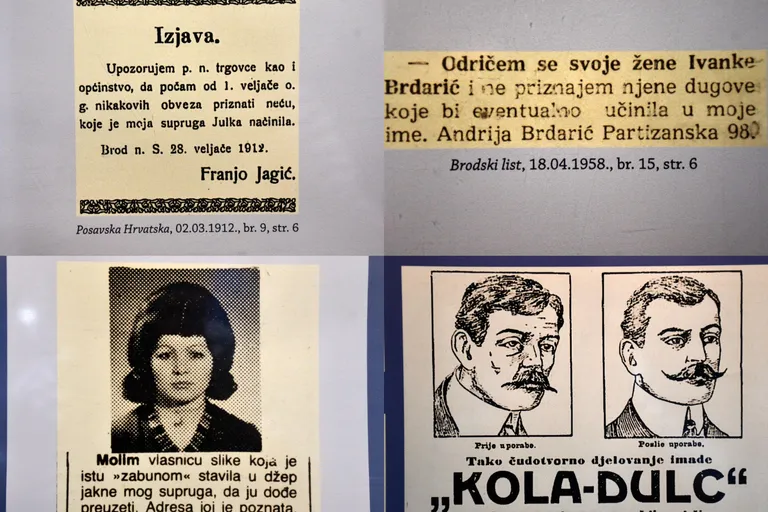 Izjava.
Upozorujem p. n. trgovce kao i
općinstvo, da počam od 1. veljače o.
g. nikakovih obveza priznati neću,
koje je moja supruga Julka načinila.
Brod n. S. 28. veljače 1912.
Franjo Jagić.
Posavska Hrvatska, 02.03.1912., br. 9, str. 6
— Odričem se svoje žene Ivanke
Brdarić i ne priznajem njene dugove
koje bi eventualno učinila u moje
ime. Andrija Brdarić Partizanska 98.
Brodski list, 18.04.1958., br. 15, str. 6
Molim vlasnicu slike koja je
istu »zabunom« stavila u džep
jakne mog supruga, da ju dođe
preuzeti. Adresa joj je poznata.
Prije uporabe.
Poslie uporabe.
Tako čudotvorno djelovanje imade
„KOLA-DULC“